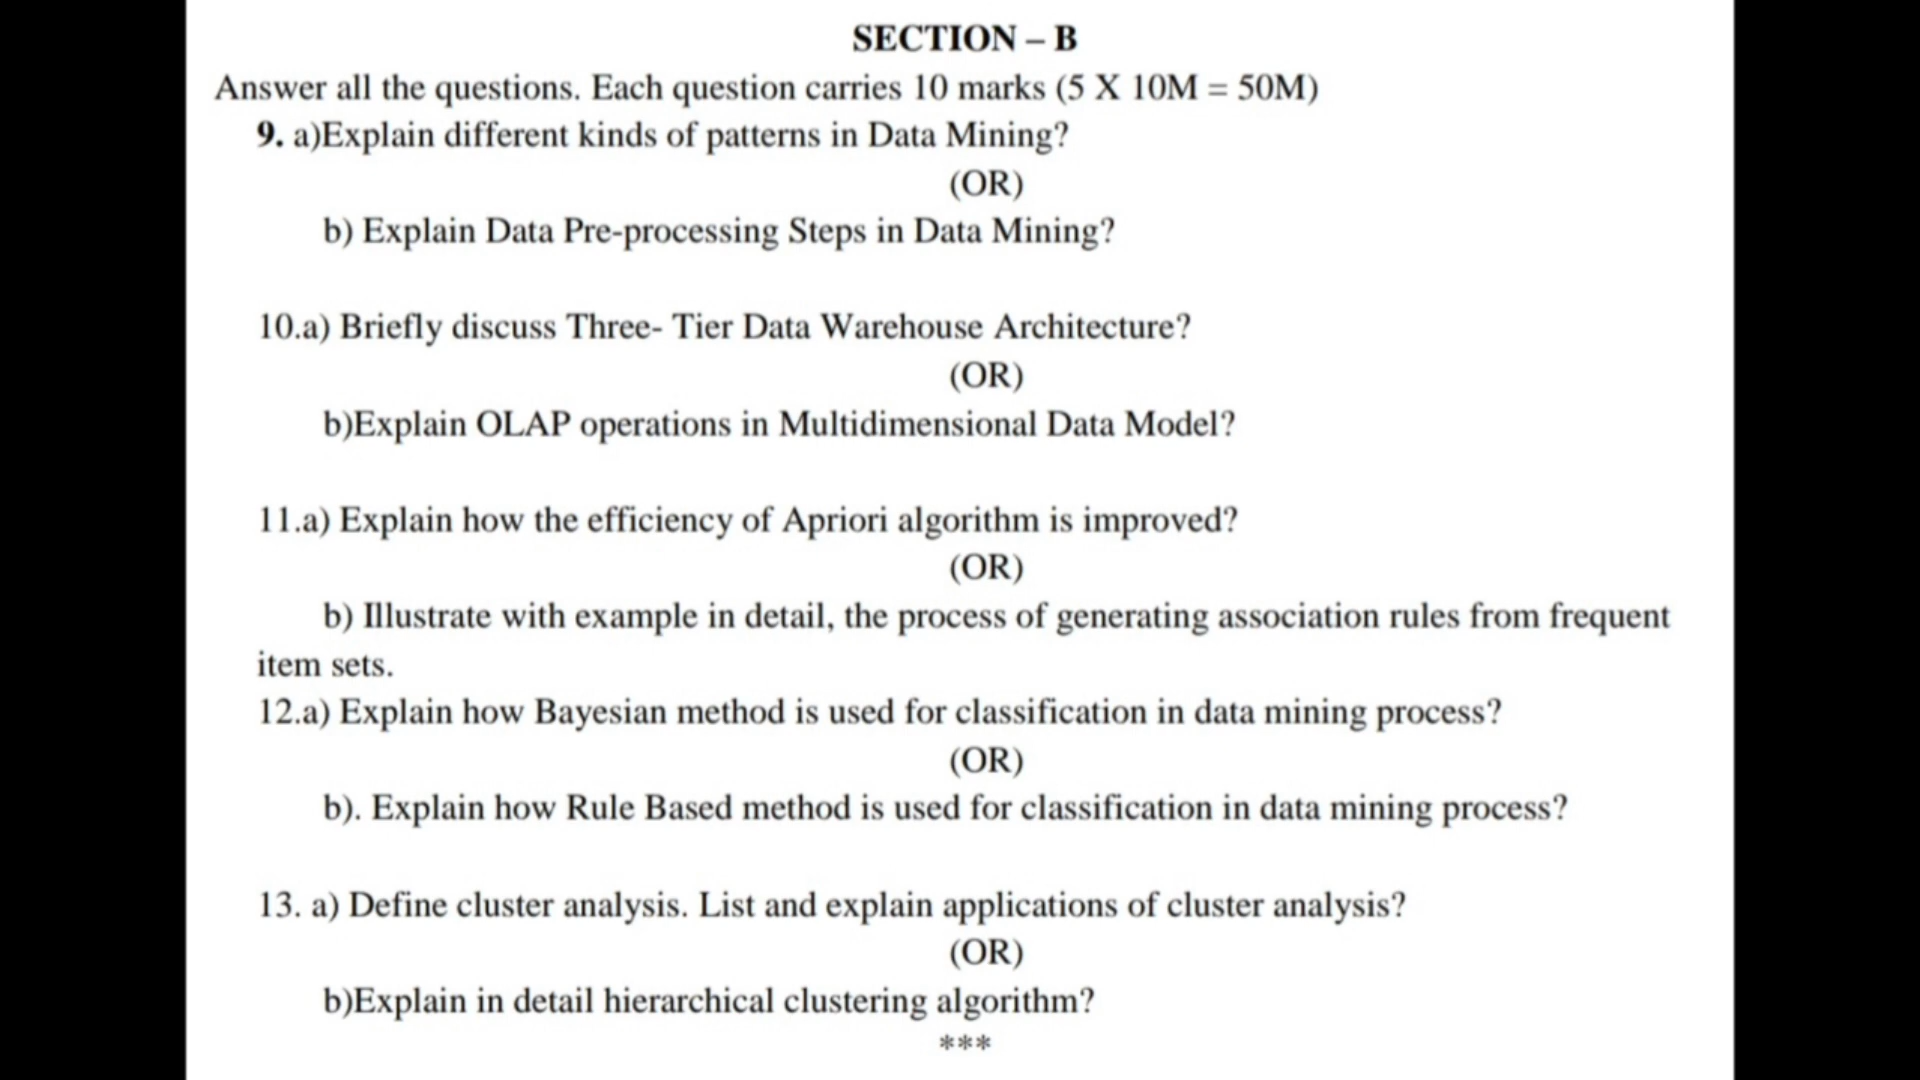 SECTION – B
Answer all the questions. Each question carries 10 marks (5 X 10M = 50M)
9. a)Explain different kinds of patterns in Data Mining?
(OR)
b) Explain Data Pre-processing Steps in Data Mining?
10.a) Briefly discuss Three- Tier Data Warehouse Architecture?
(OR)
b)Explain OLAP operations in Multidimensional Data Model?
11.a) Explain how the efficiency of Apriori algorithm is improved?
(OR)
b) Illustrate with example in detail, the process of generating association rules from frequent
item sets.
12.a) Explain how Bayesian method is used for classification in data mining process?
(OR)
b). Explain how Rule Based method is used for classification in data mining process?
13. a) Define cluster analysis. List and explain applications of cluster analysis?
(OR)
b)Explain in detail hierarchical clustering algorithm?
***